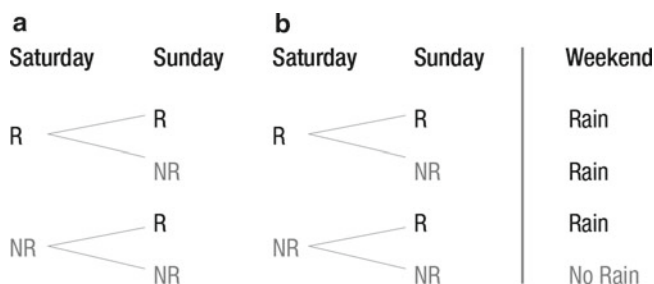 a b
Saturday Sunday Saturday Sunday Weekend
R R Rain
R R
NR NR Rain
R R Rain
NR NR
NR NR No Rain